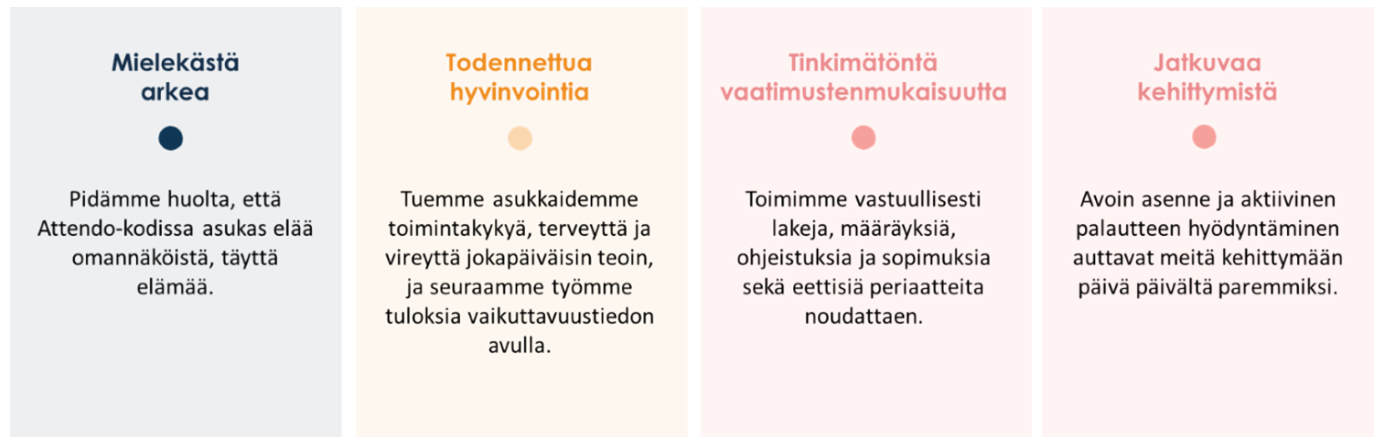 Mielekästä
arkea
Pidämme huolta, että
Attendo-kodissa asukas elää
omannäköistä, täyttä
elämää.
Todennettua
hyvinvointia
Tuemme asukkaidemme
toimintakykyä, terveyttä ja
vireyttä jokapäiväisin teoin,
ja seuraamme työmme
tuloksia vaikuttavuustiedon
avulla.
Tinkimätöntä
vaatimustenmukaisuutta
Toimimme vastuullisesti
lakeja, määräyksiä,
ohjeistuksia ja sopimuksia
sekä eettisiä periaatteita
noudattaen.
Jatkuvaa
kehittymistä
Avoin asenne ja aktiivinen
palautteen hyödyntäminen
auttavat meitä kehittymään
päivä päivältä paremmiksi.